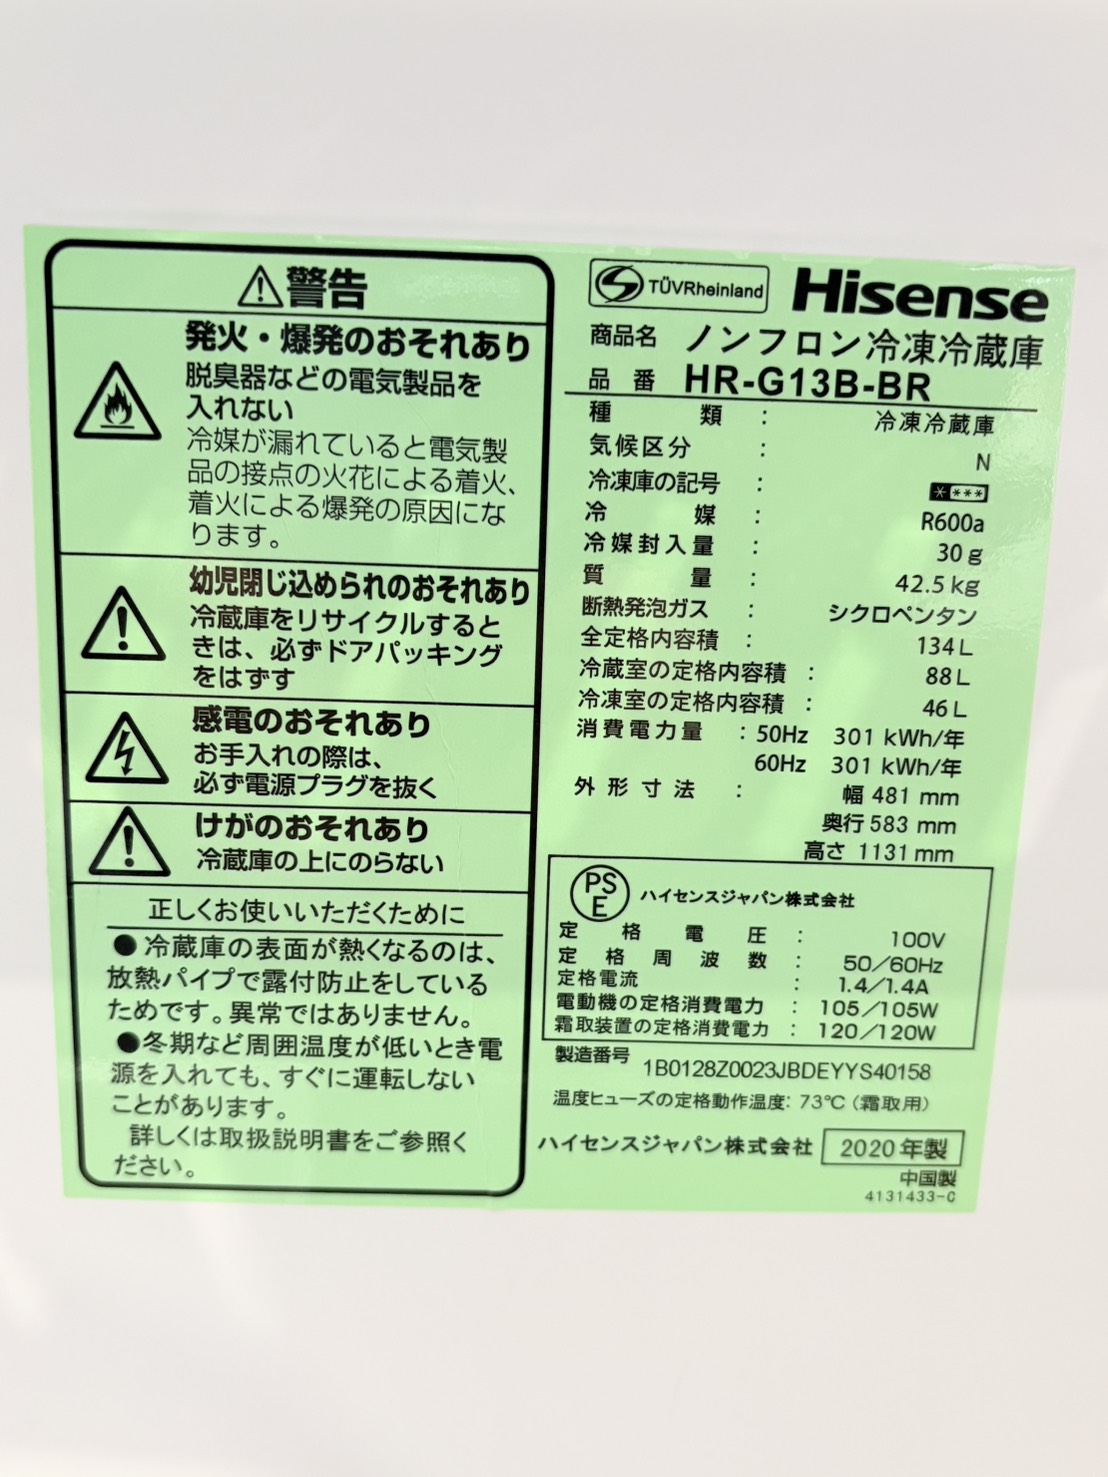 警告
発火・爆発のおそれあり
脱臭器などの電気製品を
入れない
冷媒が漏れていると電気製
品の接点の火花による着火、
着火による爆発の原因にな
ります。
幼児閉じ込められのおそれあり
冷蔵庫をリサイクルすると
きは、必ずドアパッキング
をはずす
感電のおそれあり
お手入れの際は、
必ず電源プラグを抜く
けがのおそれあり
冷蔵庫の上にのらない
正しくお使いいただくために
●冷蔵庫の表面が熱くなるのは、
放熱パイプで露付防止をしている
ためです。異常ではありません。
●冬期など周囲温度が低いとき電
源を入れても、すぐに運転しない
ことがあります。
詳しくは取扱説明書をご参照く
ださい。
TÜVRheinland Hisense
商品名 ノンフロン冷凍冷蔵庫
品番 HR-G13B-BR
種類 : 冷凍冷蔵庫
気候区分 : N
冷凍庫の記号 : * ***
冷媒 : R600a
冷媒封入量 : 30g
質量 : 42.5kg
断熱発泡ガス : シクロペンタン
全定格内容積 : 134L
冷蔵室の定格内容積 : 88L
冷凍室の定格内容積 : 46L
消費電力量 : 50Hz 301 kWh/年
60Hz 301 kWh/年
外形寸法 : 幅 481 mm
奥行 583 mm
高さ 1131 mm
PSE ハイセンスジャパン株式会社
定格電圧 : 100V
定格周波数 : 50/60Hz
定格電流 : 1.4/1.4A
電動機の定格消費電力 : 105/105W
霜取装置の定格消費電力 : 120/120W
製造番号 1B0128Z0023JBDEYYS40158
温度ヒューズの定格動作温度: 73℃(霜取用)
ハイセンスジャパン株式会社 2020年製
中国製
4131433-C